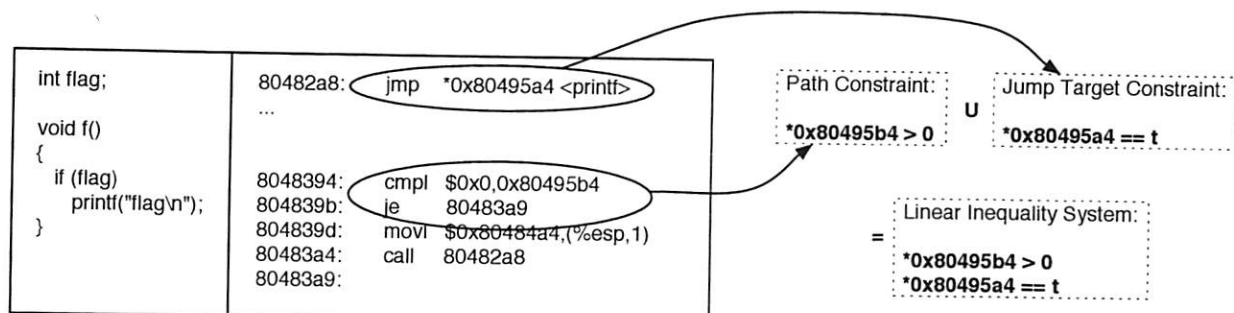 int flag;
void f()
{
if (flag)
printf("flag\n");
}
80482a8: jmp *0x80495a4 <printf>
...
8048394: cmpl $0x0,0x80495b4
804839b: je 80483a9
804839d: movl $0x80484a4,(%esp,1)
80483a4: call 80482a8
80483a9:
Path Constraint:
*0x80495b4 > 0
U
Jump Target Constraint:
*0x80495a4 == t
=
Linear Inequality System:
*0x80495b4 > 0
*0x80495a4 == t